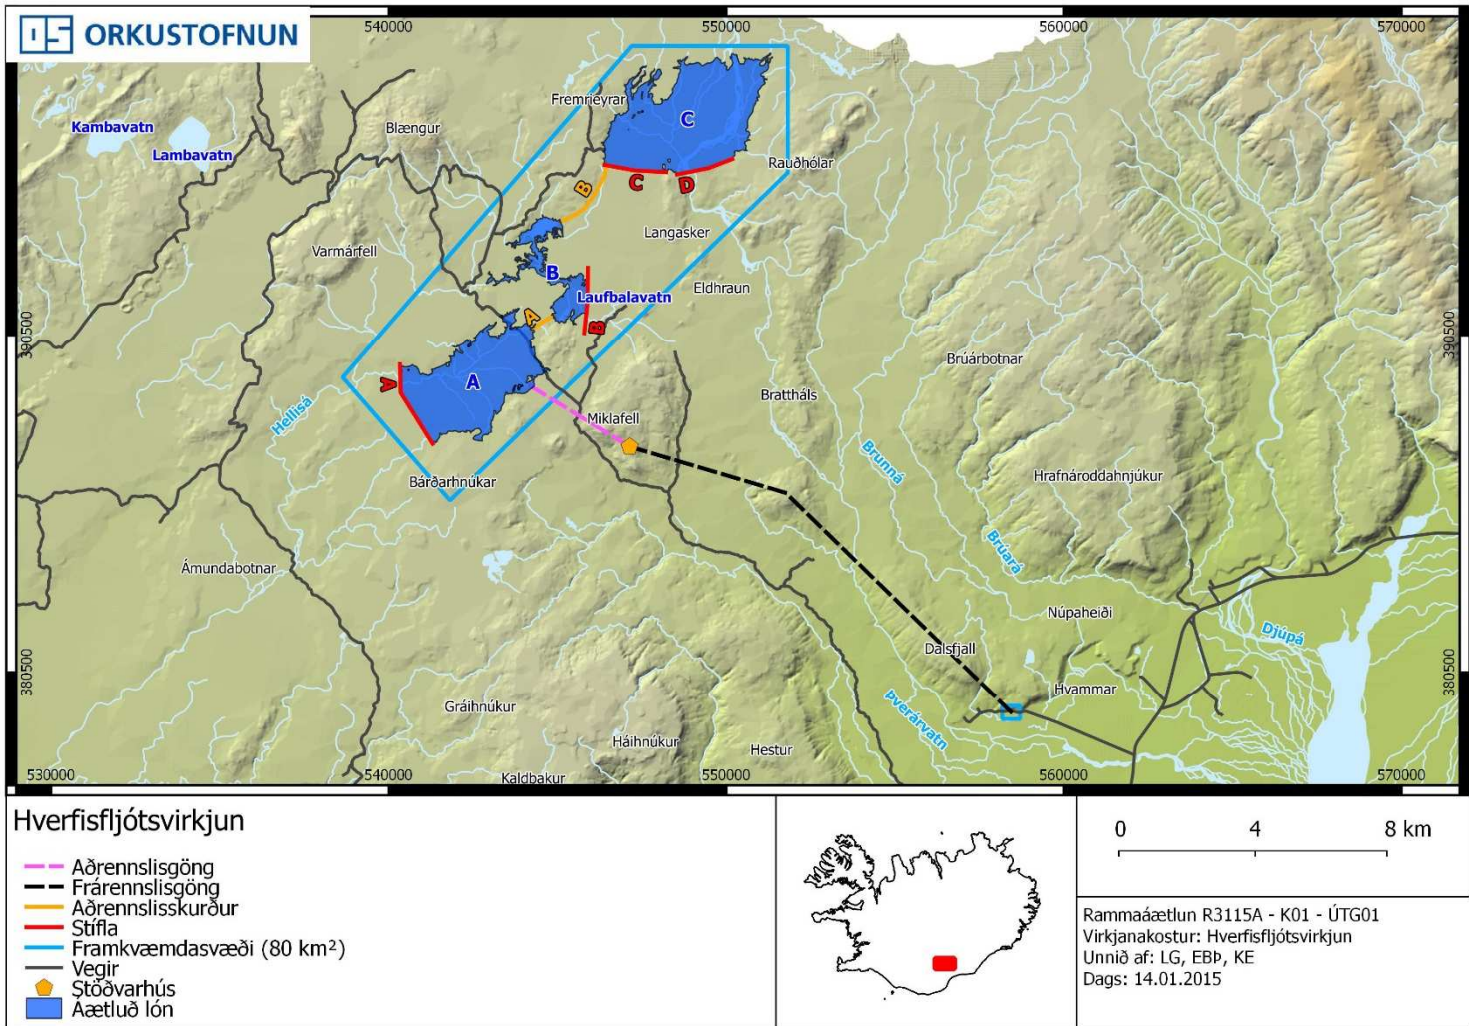 ORKUSTOFNUN
540000
550000
560000
570000
Fremrieyrar
Kambavatn
Blængur
C
Lambavatn
Rauðhólar
B
C
D
Langasker
Varmárfell
B
Eldhraun
Laufbalavatn
A
B
390500
390500
Brúárbotnar
A
A
Brattháls
Hellisá
Miklafell
Brunná
Hrafnároddahnjúkur
Bárðarhnúkar
Brúará
Ámundabotnar
Núpaheiði
Djúpá
Dalsfjall
380500
380500
Hvammar
Gráihnúkur
Þverárvatn
Háihnúkur
Hestur
Kaldbakur
530000
540000
550000
560000
570000
Hverfisfljótsvirkjun
Aðrennslisgöng
Frárennslisgöng
Aðrennslisskurður
Stífla
Framkvæmdasvæði (80 km²)
Vegir
Stöðvarhús
Áætluð lón
0 4 8 km
Rammaáætlun R3115A - K01 - ÚTG01
Virkjanakostur: Hverfisfljótsvirkjun
Unnið af: LG, EBÞ, KE
Dags: 14.01.2015